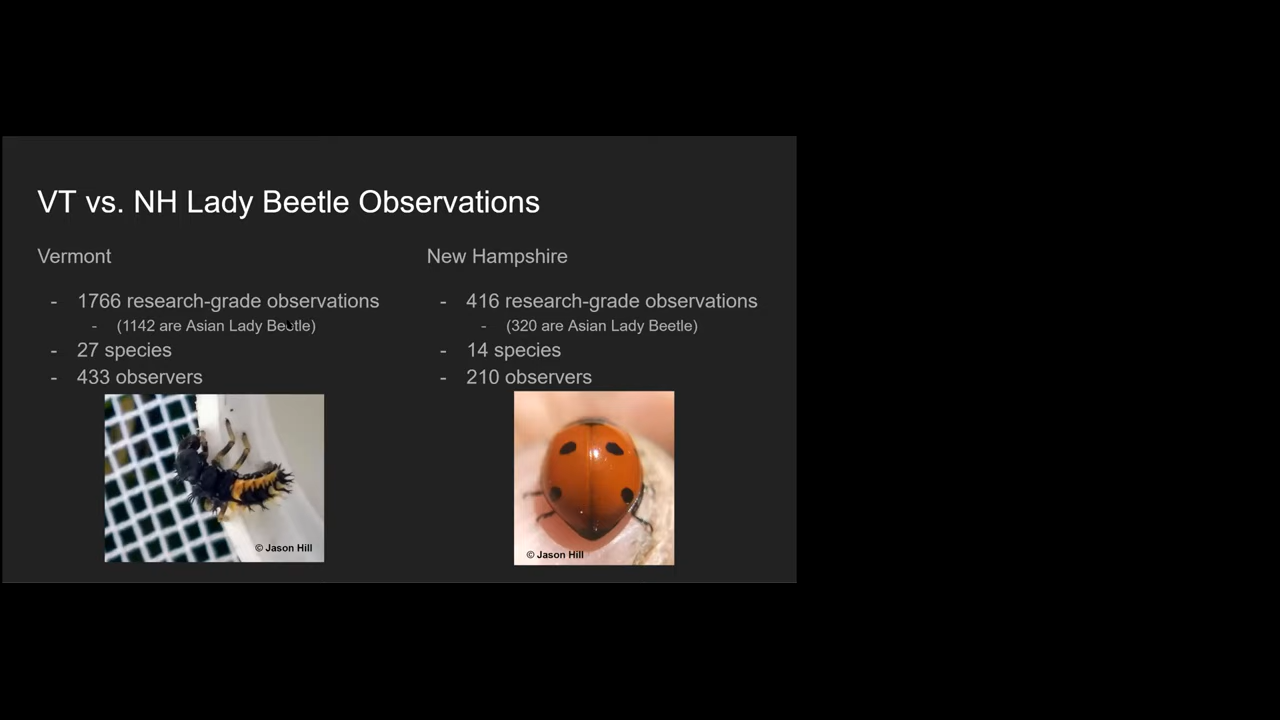 VT vs. NH Lady Beetle Observations
Vermont
- 1766 research-grade observations
- (1142 are Asian Lady Beetle)
- 27 species
- 433 observers
© Jason Hill
New Hampshire
- 416 research-grade observations
- (320 are Asian Lady Beetle)
- 14 species
- 210 observers
© Jason Hill